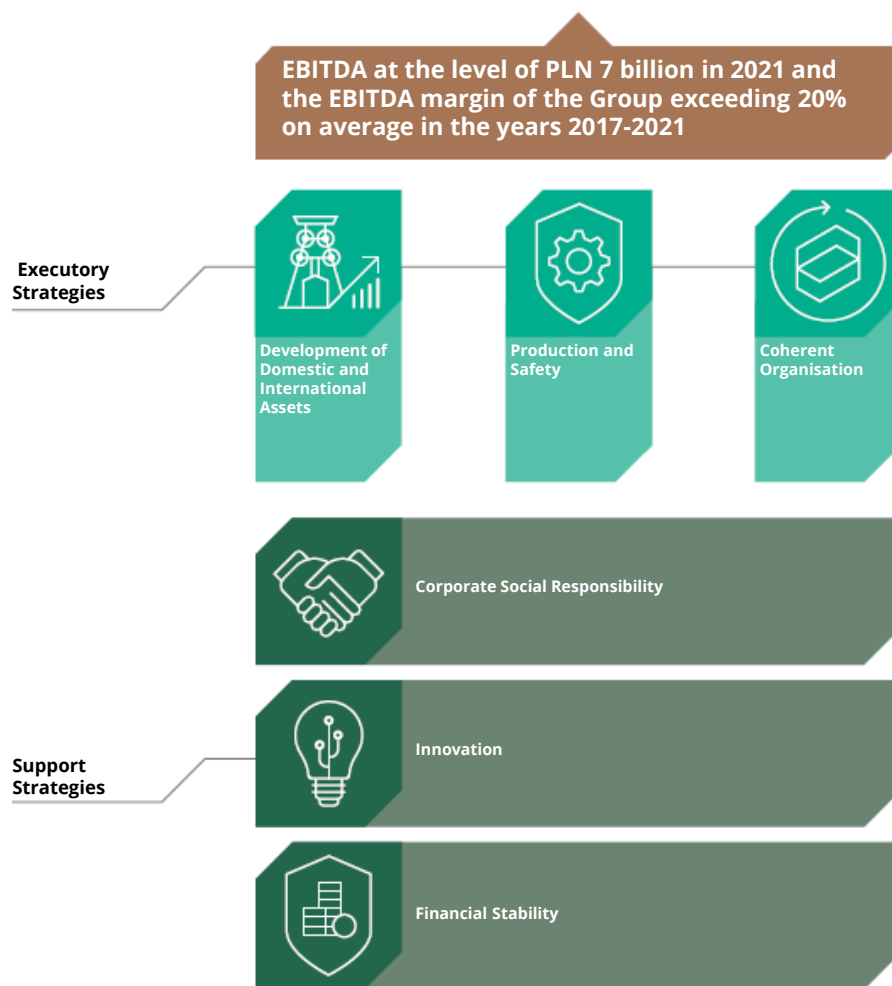 EBITDA at the level of PLN 7 billion in 2021 and
the EBITDA margin of the Group exceeding 20%
on average in the years 2017-2021
Executory
Strategies
Development of
Domestic and
International
Assets
Production and
Safety
Coherent
Organisation
Support
Strategies
Corporate Social Responsibility
Innovation
Financial Stability